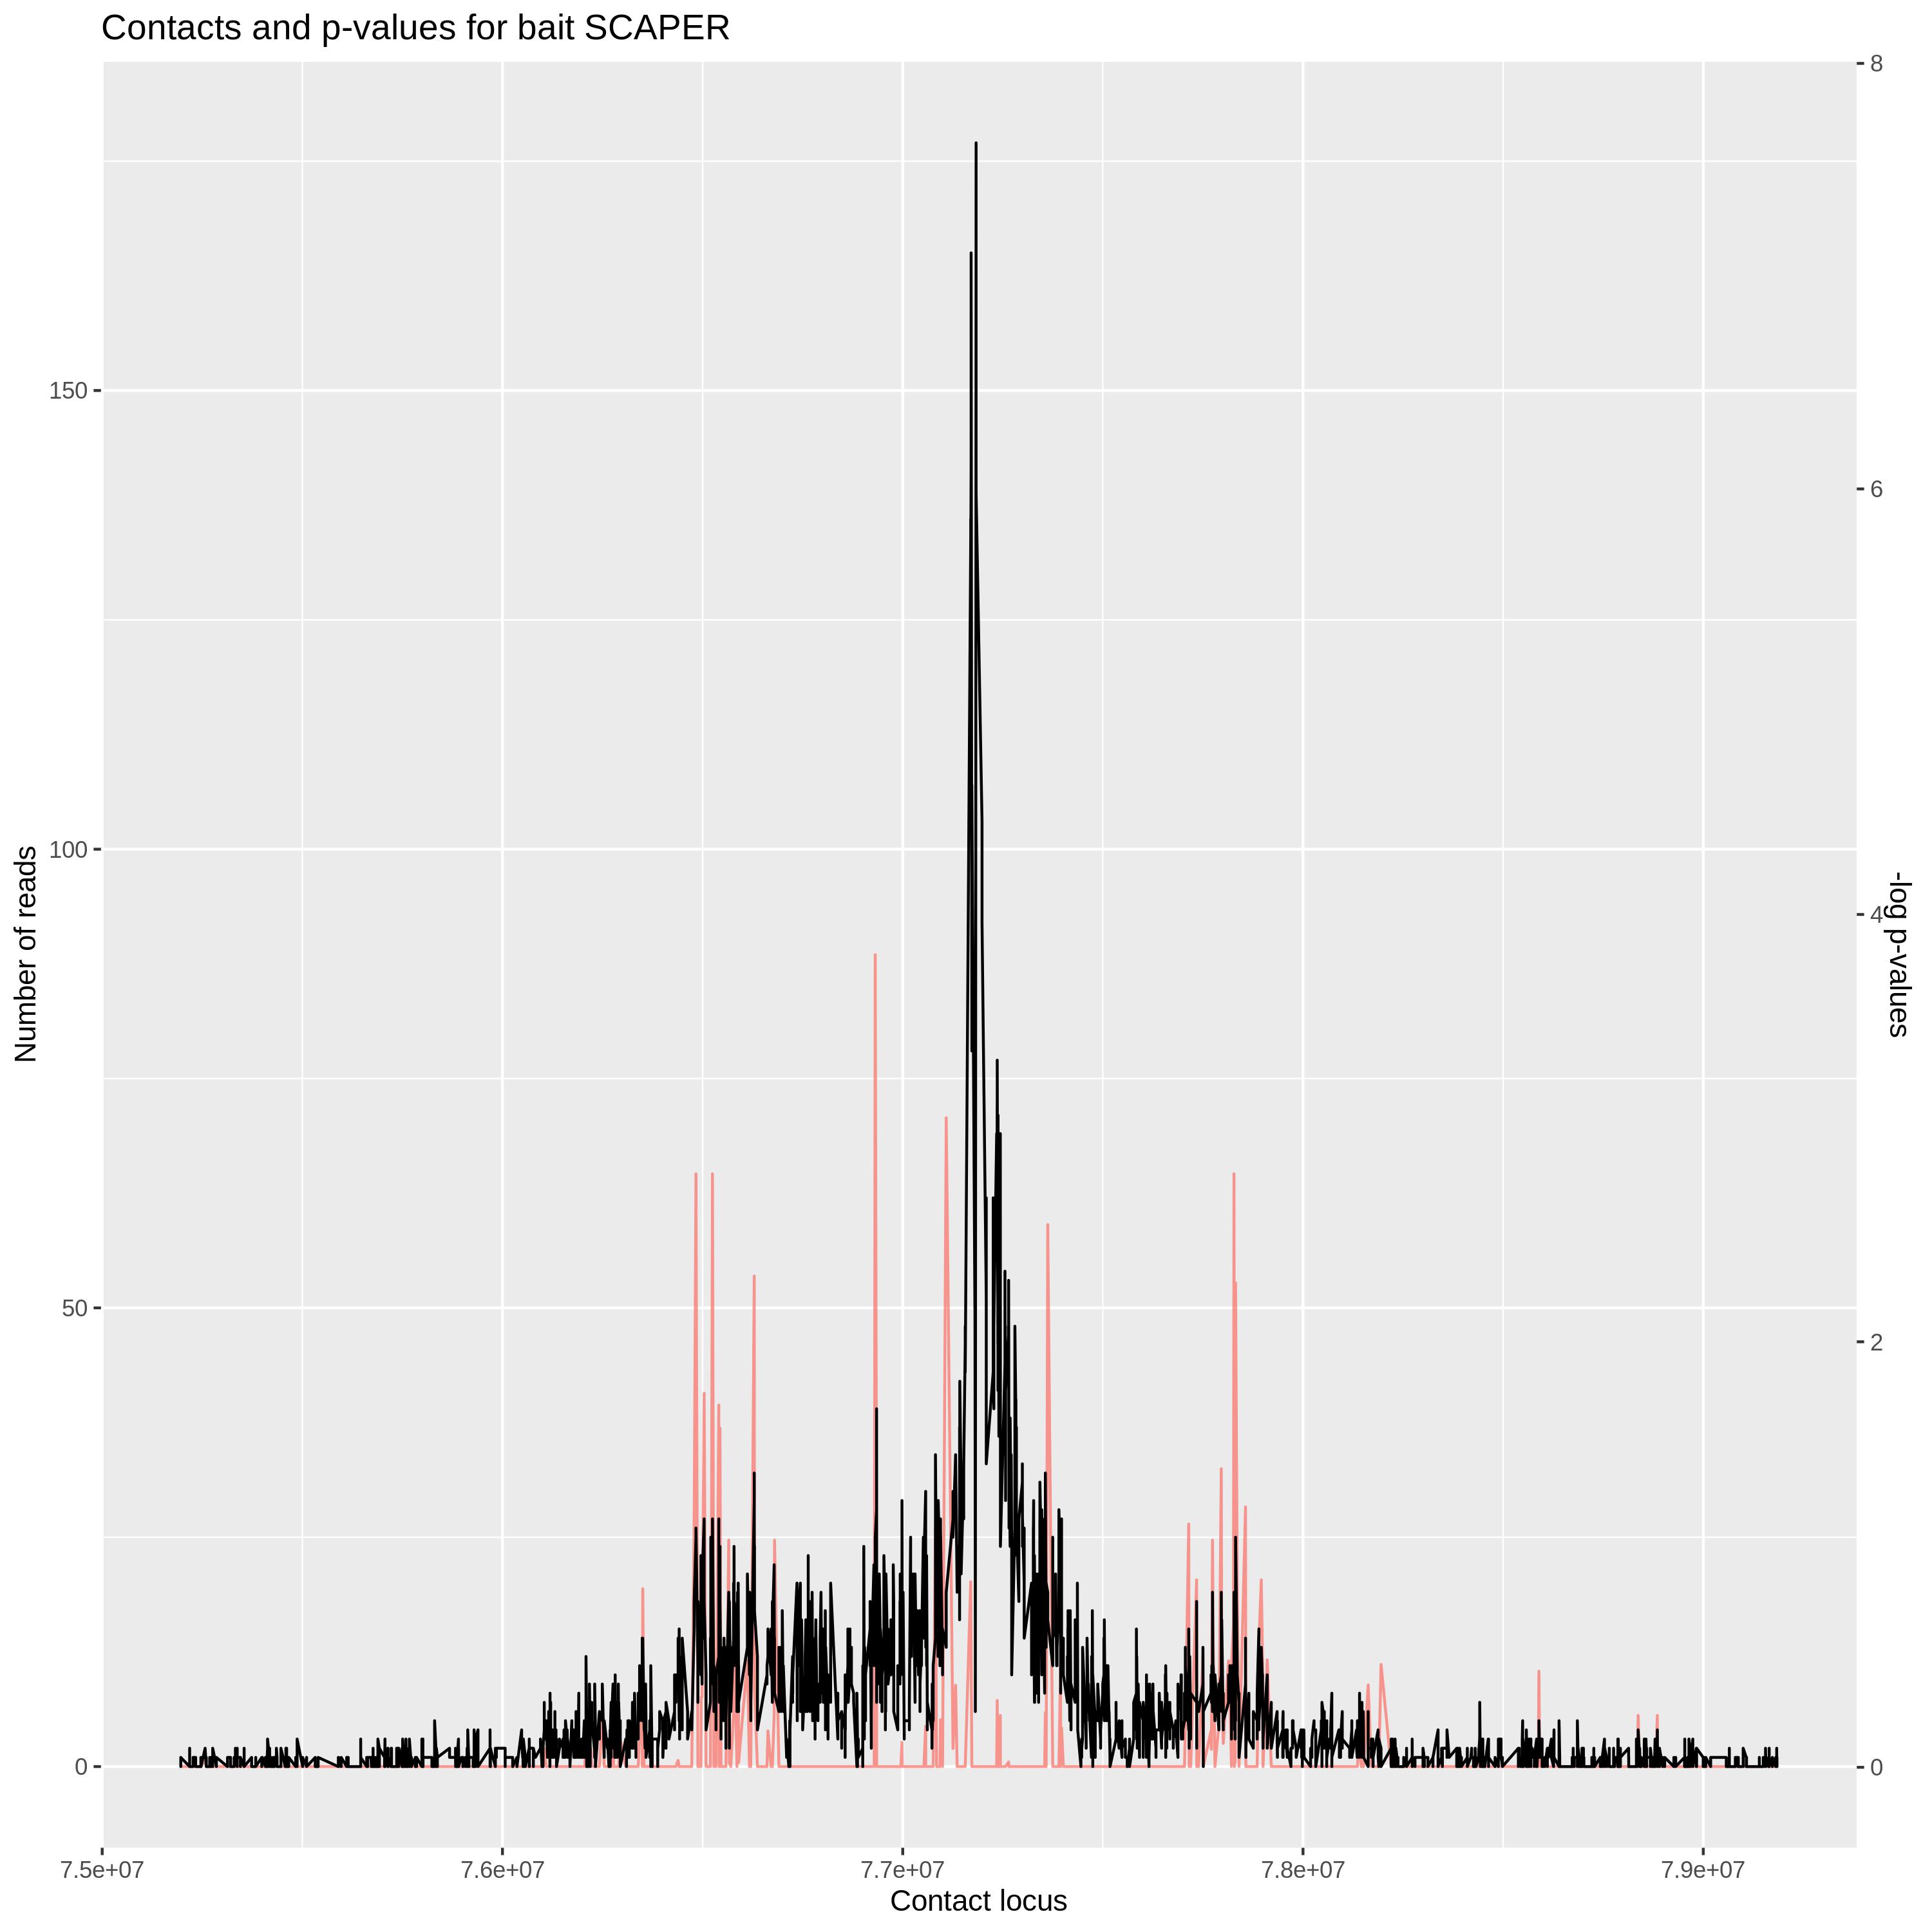 Contacts and p-values for bait SCAPER
8
6
4
2
0
-log p-values
150
100
50
0
Number of reads
7.5e+07
7.6e+07
7.7e+07
7.8e+07
7.9e+07
Contact locus